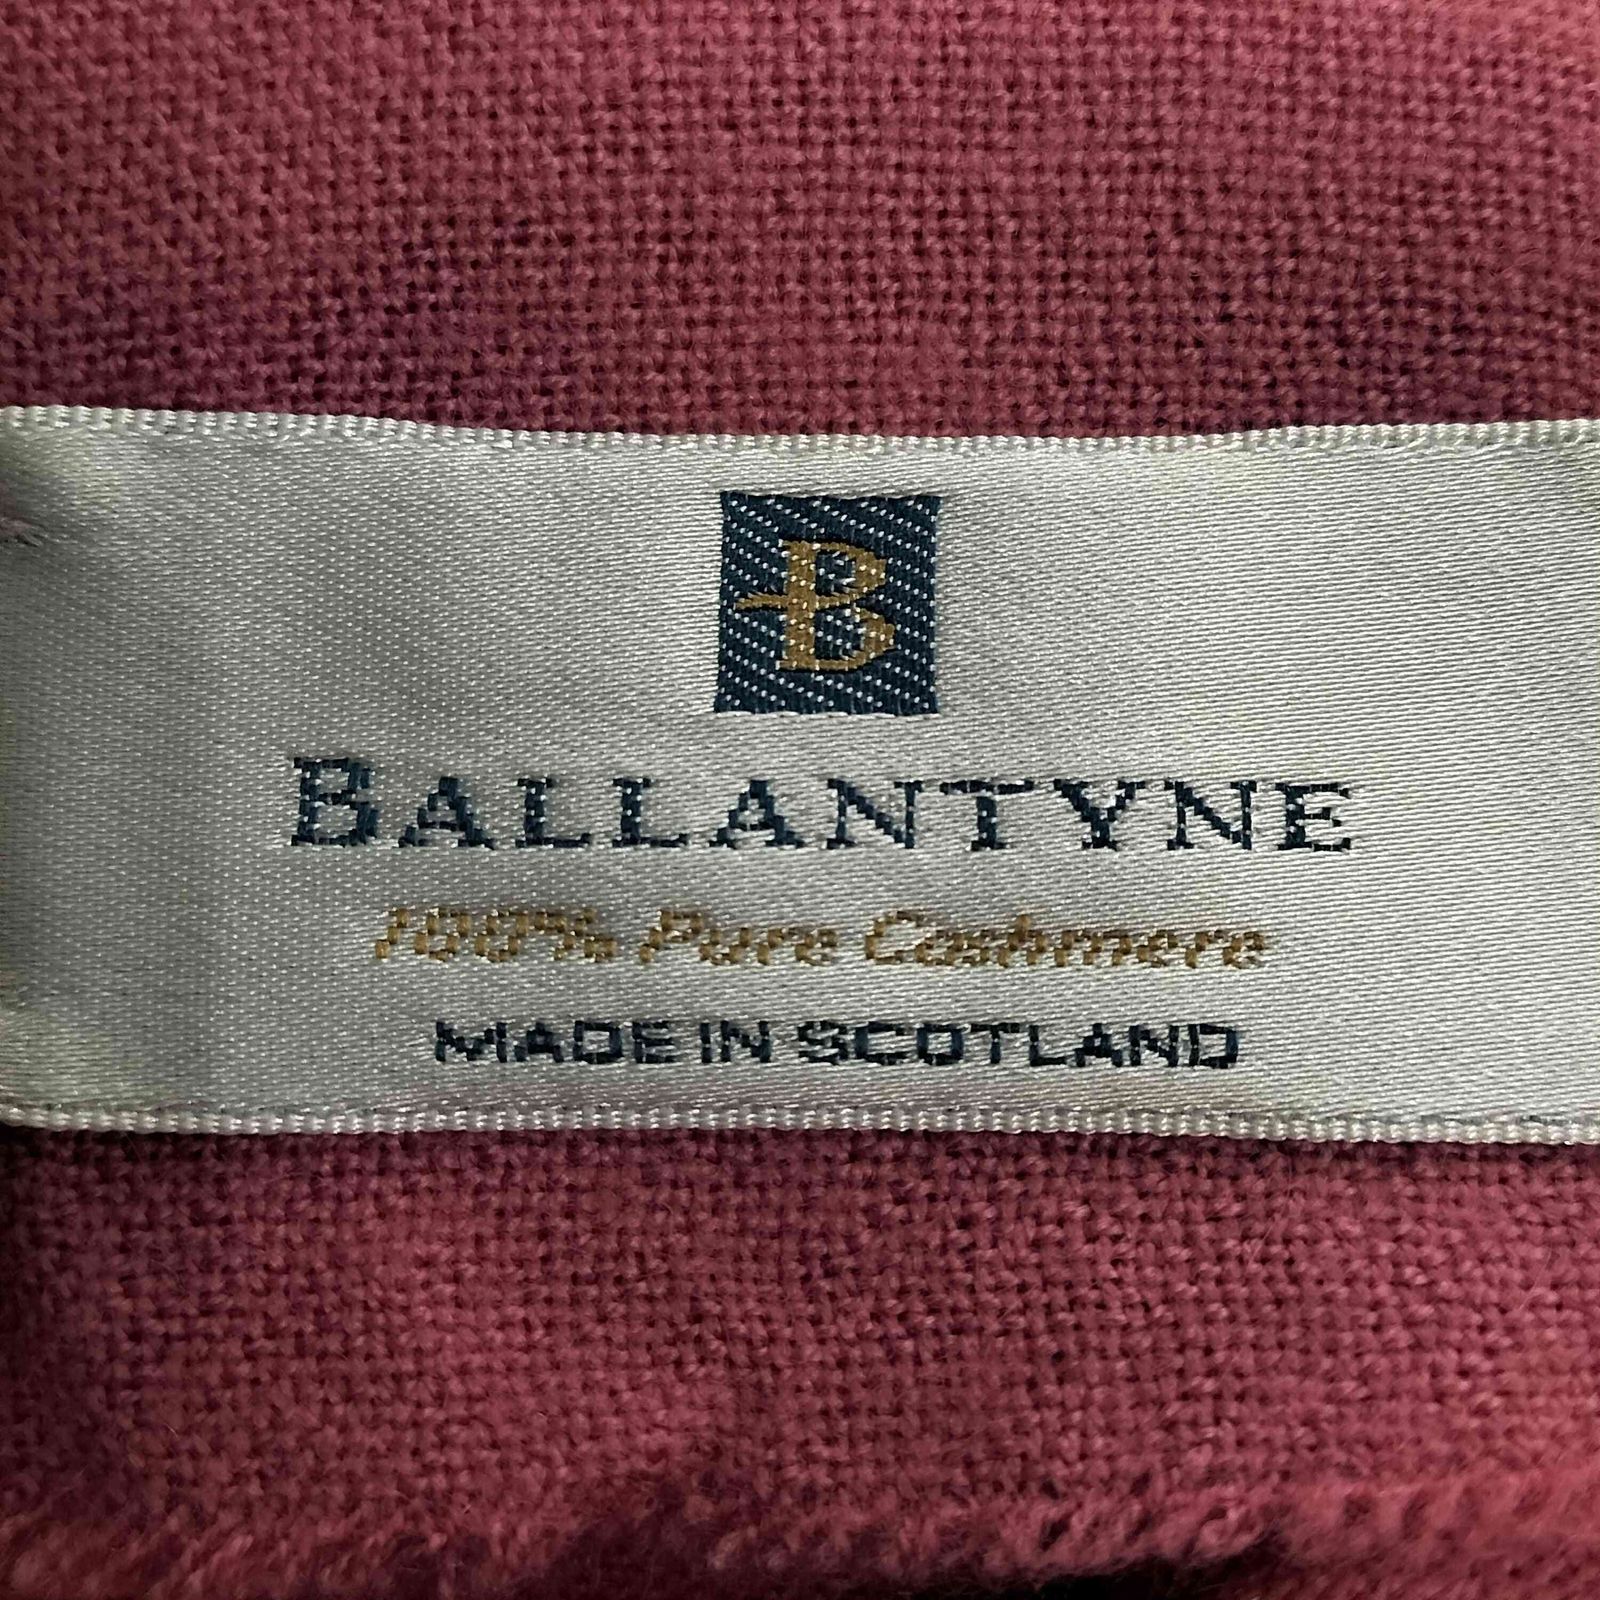 B
BALLANTYNE
100% Pure Cashmere
MADE IN SCOTLAND